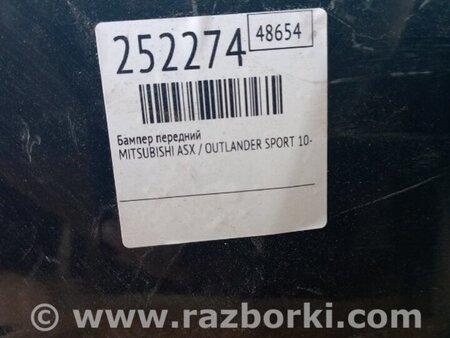 252274
48654
Бампер передний
MITSUBISHI ASX / OUTLANDER SPORT 10-
© www.razborki.com